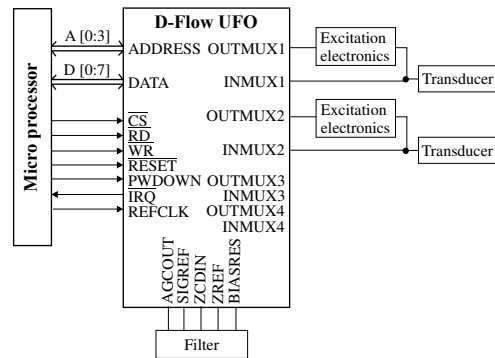 D-Flow UFO
Micro processor
A [0:3]
D [0:7]
ADDRESS
DATA
CS
RD
WR
RESET
PWDOWN
IRQ
REFCLK
OUTMUX1
INMUX1
OUTMUX2
INMUX2
OUTMUX3
INMUX3
OUTMUX4
INMUX4
AGCOUT
SIGREF
ZCDIN
ZREF
BIASRES
Filter
Excitation
electronics
Transducer
Excitation
electronics
Transducer